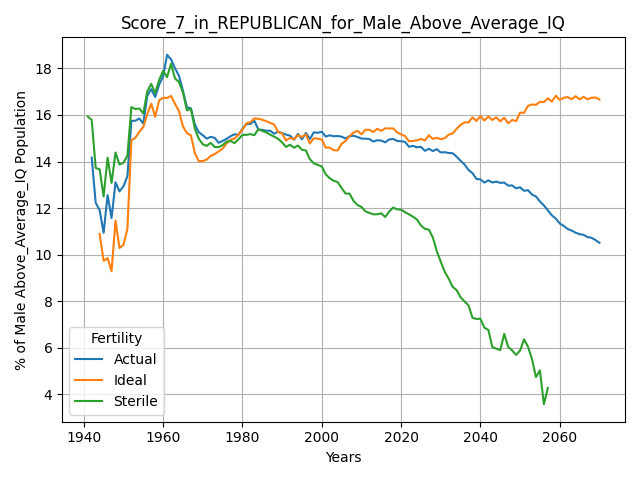 Score_7_in_REPUBLICAN_for_Male_Above_Average_IQ
% of Male Above_Average_IQ Population
18
16
14
12
10
8
6
4
Fertility
Actual
Ideal
Sterile
1940 1960 1980 2000 2020 2040 2060
Years